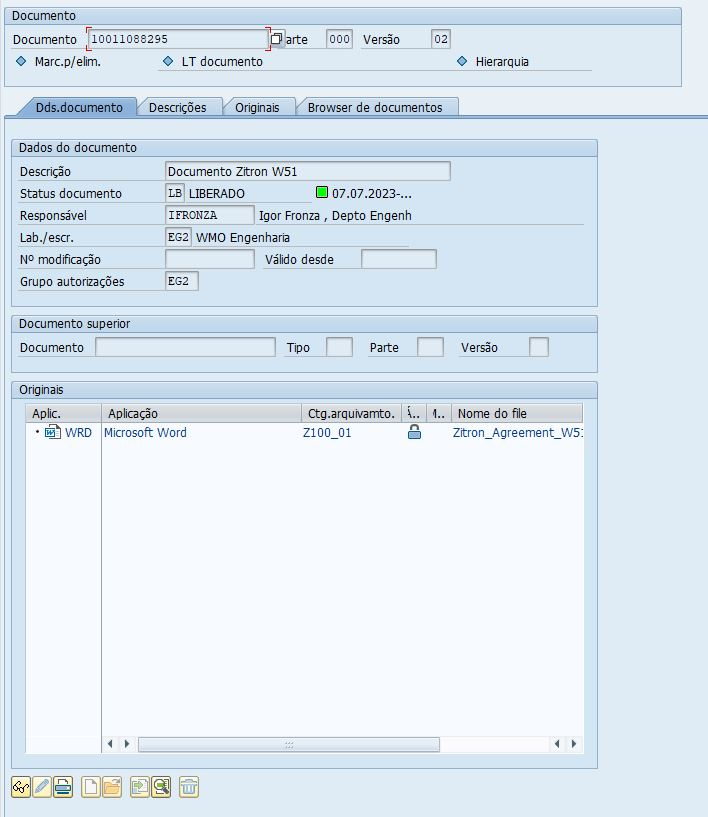 Documento
Documento 10011088295 arte 000 Versão 02
Marc.p/elim. LT documento Hierarquia
Dds.documento Descrições Originais Browser de documentos
Dados do documento
Descrição Documento Zitron W51
Status documento LB LIBERADO 07.07.2023-...
Responsável IFRONZA Igor Fronza , Depto Engenh
Lab./escr. EG2 WMO Engenharia
Nº modificação Válido desde
Grupo autorizações EG2
Documento superior
Documento Tipo Parte Versão
Originais
Aplic. Aplicação Ctg.arquivamto. Nome do file
WRD Microsoft Word Z100_01 Zitron_Agreement_W51